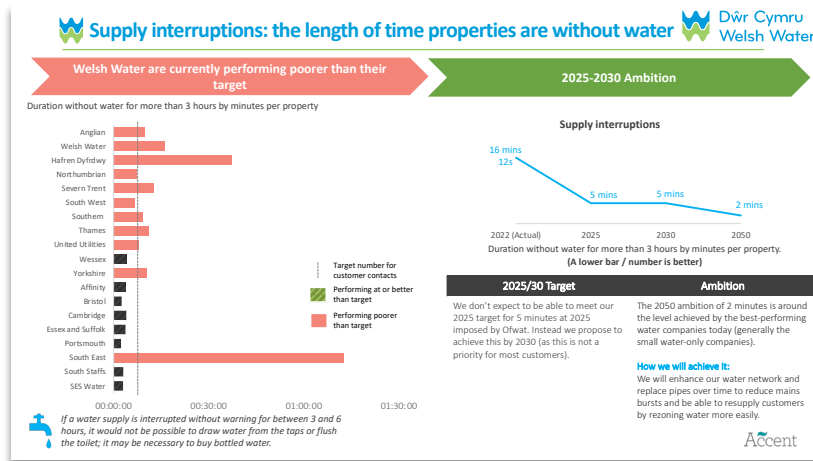 Supply interruptions: the length of time properties are without water
Dŵr Cymru
Welsh Water
Welsh Water are currently performing poorer than their
target
2025-2030 Ambition
Duration without water for more than 3 hours by minutes per property
Anglian
Welsh Water
Hafren Dyfrdwy
Northumbrian
Severn Trent
South West
Southern
Thames
United Utilities
Wessex
Yorkshire
Affinity
Bristol
Cambridge
Essex and Suffolk
Portsmouth
South East
South Staffs
SES Water
00:00:00
00:30:00
01:00:00
01:30:00
Target number for
customer contacts
Performing at or better
than target
Performing poorer
than target
If a water supply is interrupted without warning for between 3 and 6
hours, it would not be possible to draw water from the taps or flush
the toilet; it may be necessary to buy bottled water.
Supply interruptions
16 mins
12s
5 mins
5 mins
2 mins
2022 (Actual)
2025
2030
2050
Duration without water for more than 3 hours by minutes per property.
(A lower bar / number is better)
2025/30 Target
We don't expect to be able to meet our
2025 target for 5 minutes at 2025
imposed by Ofwat. Instead we propose to
achieve this by 2030 (as this is not a
priority for most customers).
Ambition
The 2050 ambition of 2 minutes is around
the level achieved by the best-performing
water companies today (generally the
small water-only companies).
How we will achieve it:
We will enhance our water network and
replace pipes over time to reduce mains
bursts and be able to resupply customers
by rezoning water more easily.
Accent